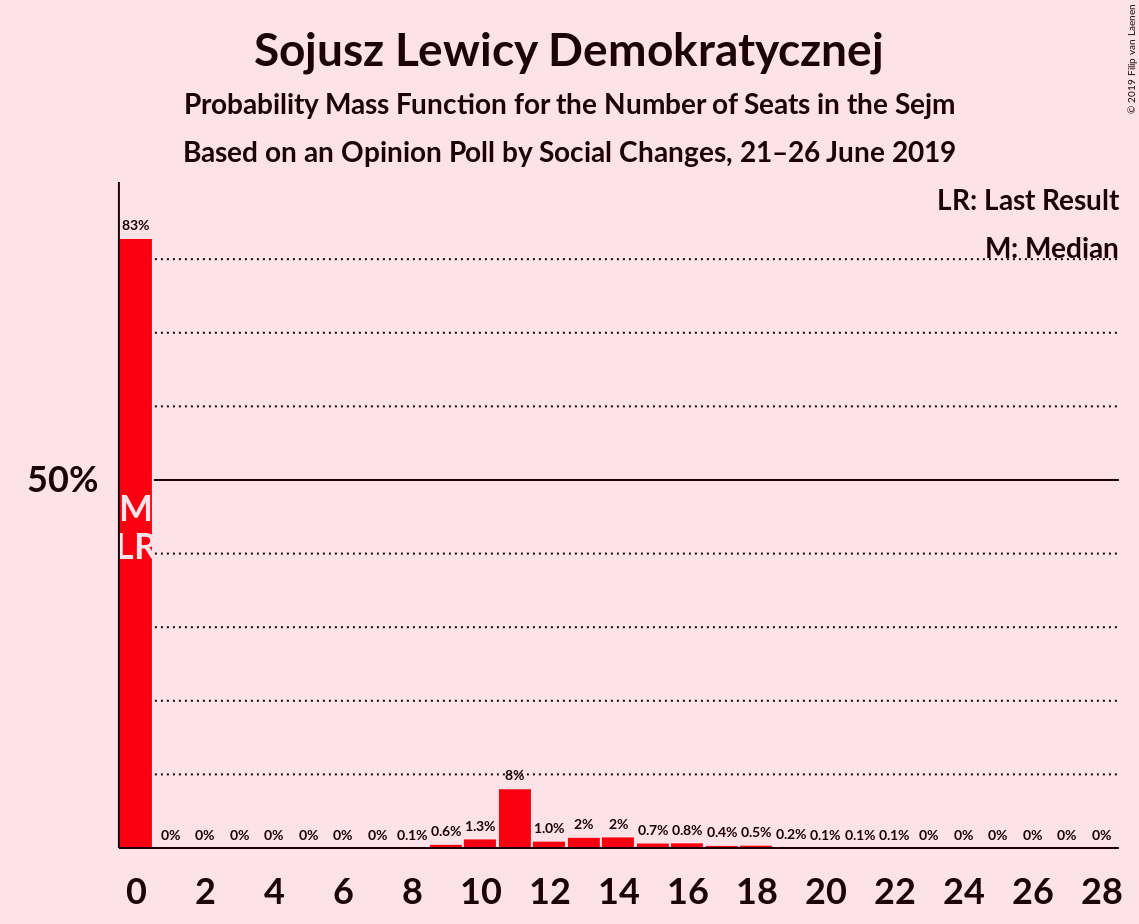 Sojusz Lewicy Demokratycznej
Probability Mass Function for the Number of Seats in the Sejm
Based on an Opinion Poll by Social Changes, 21–26 June 2019
© 2019 Filip van Laenen
LR: Last Result
M: Median
83%
50%
M
LR
0% 0% 0% 0% 0% 0% 0% 0.1% 0.6% 1.3% 8% 1.0% 2% 2% 0.7% 0.8% 0.4% 0.5% 0.2% 0.1% 0.1% 0.1% 0% 0% 0% 0% 0% 0%
0 2 4 6 8 10 12 14 16 18 20 22 24 26 28